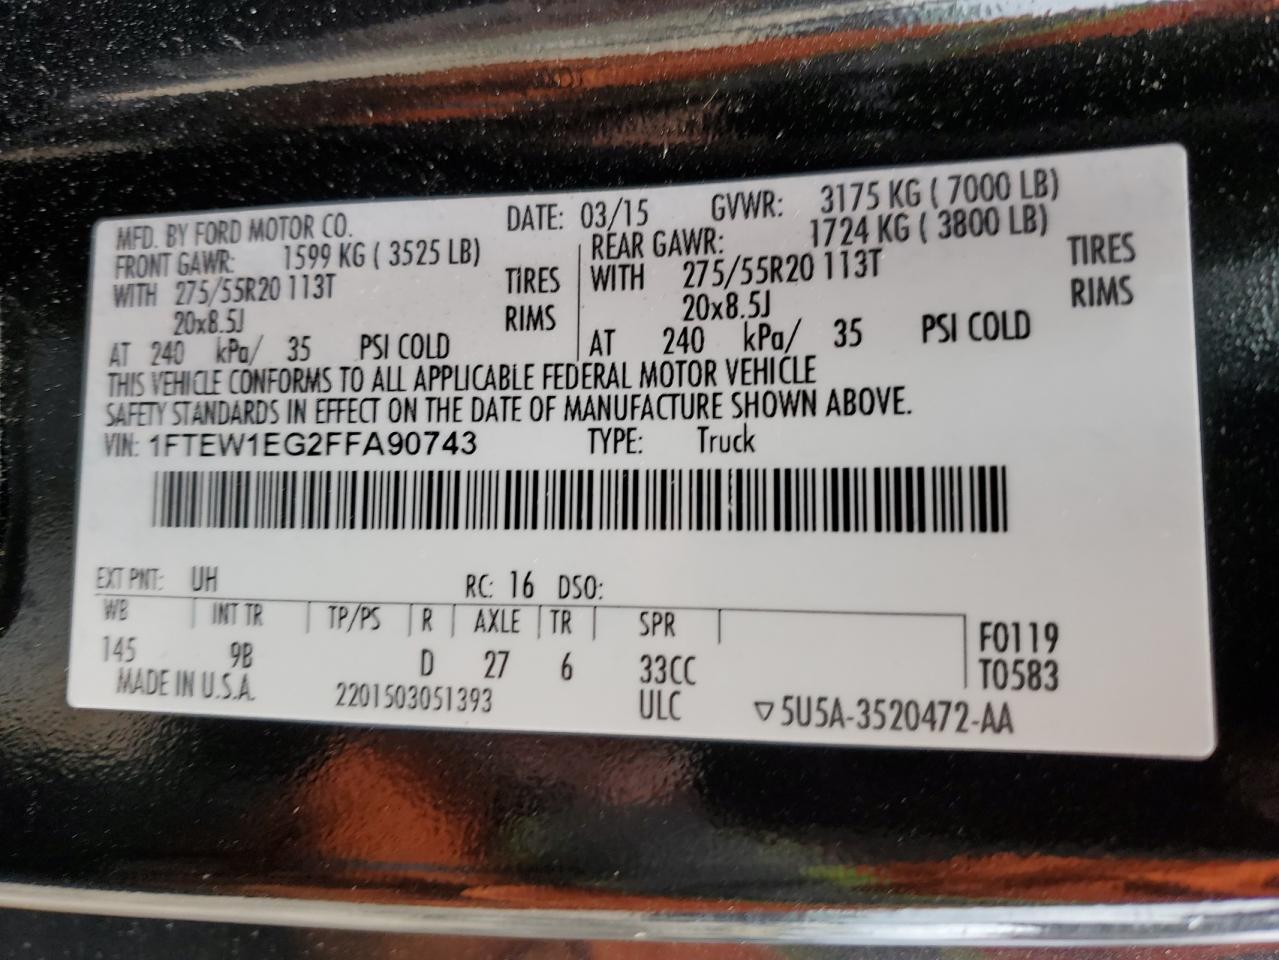 MFD. BY FORD MOTOR CO. DATE: 03/15 GVWR: 3175 KG ( 7000 LB)
FRONT GAWR: 1599 KG ( 3525 LB) REAR GAWR: 1724 KG ( 3800 LB)
WITH 275/55R20 113T TIRES WITH 275/55R20 113T TIRES
20x8.5J RIMS 20x8.5J RIMS
AT 240 kPa/ 35 PSI COLD AT 240 kPa/ 35 PSI COLD
THIS VEHICLE CONFORMS TO ALL APPLICABLE FEDERAL MOTOR VEHICLE
SAFETY STANDARDS IN EFFECT ON THE DATE OF MANUFACTURE SHOWN ABOVE.
VIN: 1FTEW1EG2FFA90743 TYPE: Truck
EXT PNT: UH RC: 16 DSO:
WB INT TR TP/PS R AXLE TR SPR F0119
145 9B D 27 6 33CC T0583
MADE IN U.S.A. 2201503051393 ULC ▽5U5A-3520472-AA